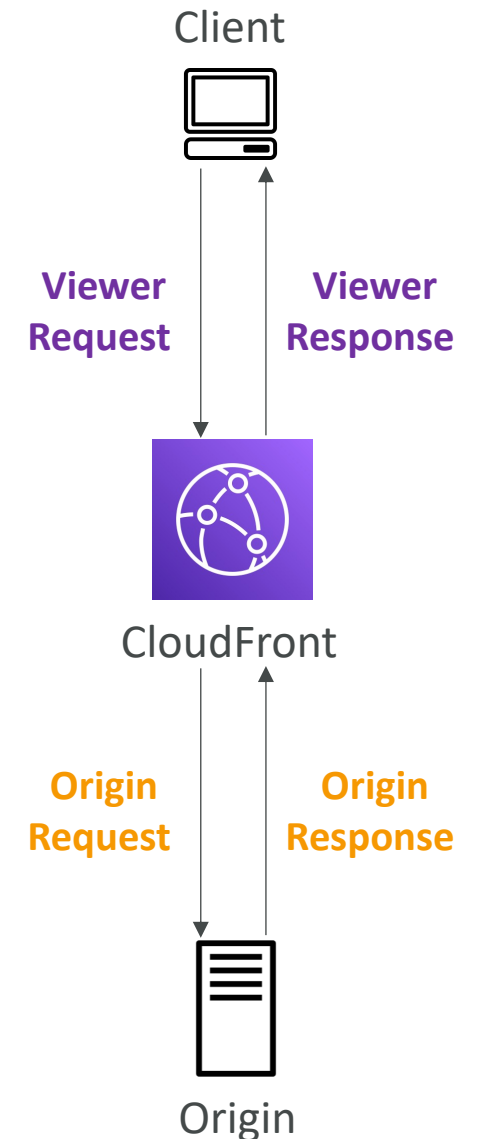 Client
Viewer
Request
Viewer
Response
CloudFront
Origin
Request
Origin
Response
Origin